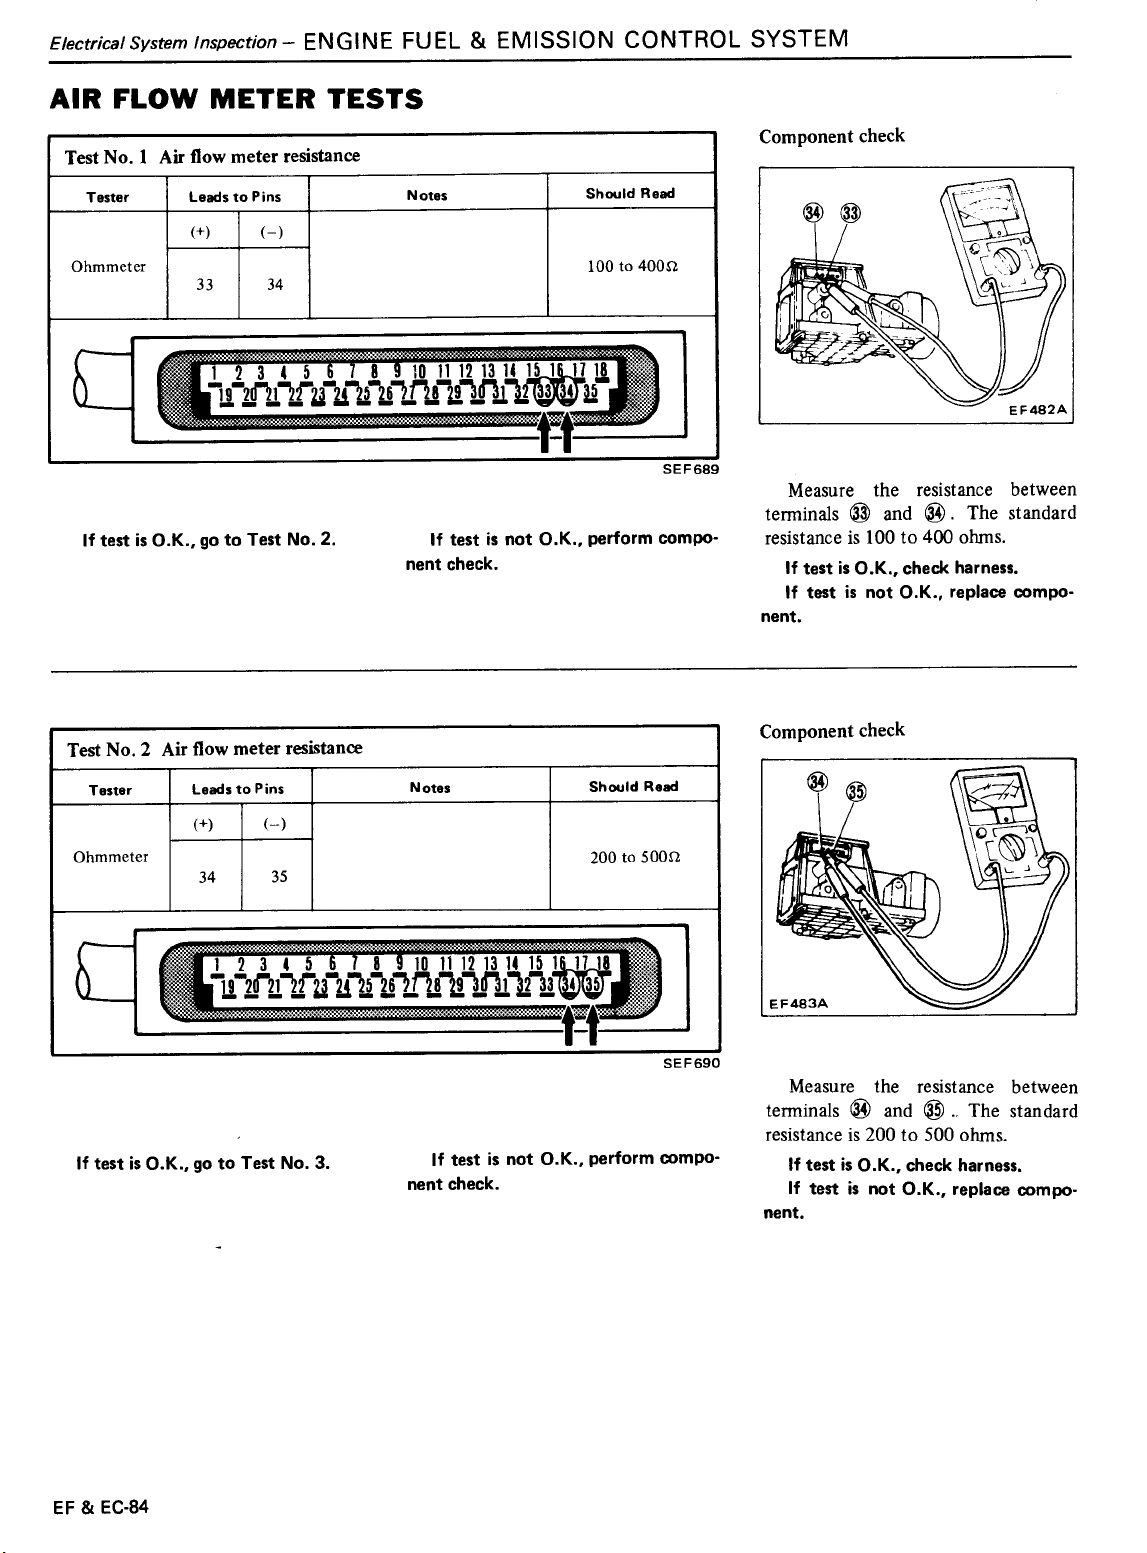 Electrical System Inspection – ENGINE FUEL & EMISSION CONTROL SYSTEM
AIR FLOW METER TESTS
Test No. 1 Air flow meter resistance
Tester Leads to Pins Notes Should Read
(+) (–)
Ohmmeter 33 34 100 to 400Ω
1 2 3 4 5 6 7 8 9 10 11 12 13 14 15 16 17 18
19 20 21 22 23 24 25 26 27 28 29 30 31 32 33 34 35
SEF689
If test is O.K., go to Test No. 2.
If test is not O.K., perform compo-
nent check.
Component check
34 33
EF482A
Measure the resistance between
terminals 33 and 34. The standard
resistance is 100 to 400 ohms.
If test is O.K., check harness.
If test is not O.K., replace compo-
nent.
Test No. 2 Air flow meter resistance
Tester Leads to Pins Notes Should Read
(+) (–)
Ohmmeter 34 35 200 to 500Ω
1 2 3 4 5 6 7 8 9 10 11 12 13 14 15 16 17 18
19 20 21 22 23 24 25 26 27 28 29 30 31 32 33 34 35
SEF690
If test is O.K., go to Test No. 3.
If test is not O.K., perform compo-
nent check.
Component check
34 35
EF483A
Measure the resistance between
terminals 34 and 35.. The standard
resistance is 200 to 500 ohms.
If test is O.K., check harness.
If test is not O.K., replace compo-
nent.
EF & EC-84